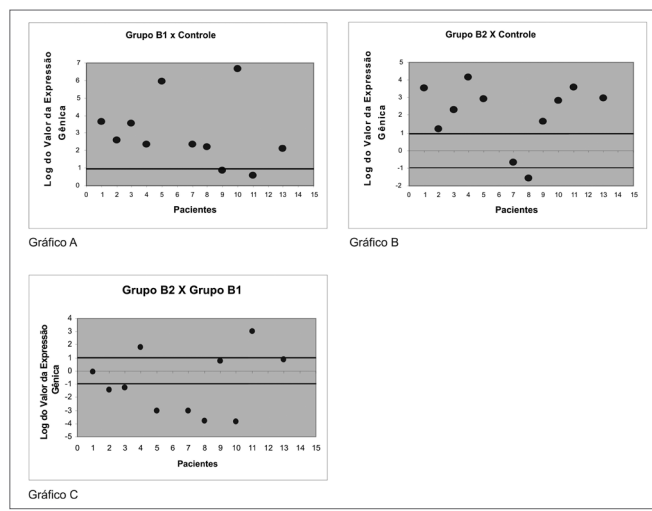 Grupo B1 x Controle
Log do Valor da Expressão
Gênica
7
6
5
4
3
2
1
0
0 1 2 3 4 5 6 7 8 9 10 11 12 13 14 15
Pacientes
Gráfico A
Grupo B2 X Controle
Log do Valor da Expressão
Gênica
5
4
3
2
1
0
-1
-2
0 1 2 3 4 5 6 7 8 9 10 11 12 13 14 15
Pacientes
Gráfico B
Grupo B2 X Grupo B1
Log do Valor da Expressão
Gênica
4
3
2
1
0
-1
-2
-3
-4
-5
0 1 2 3 4 5 6 7 8 9 10 11 12 13 14 15
Pacientes
Gráfico C